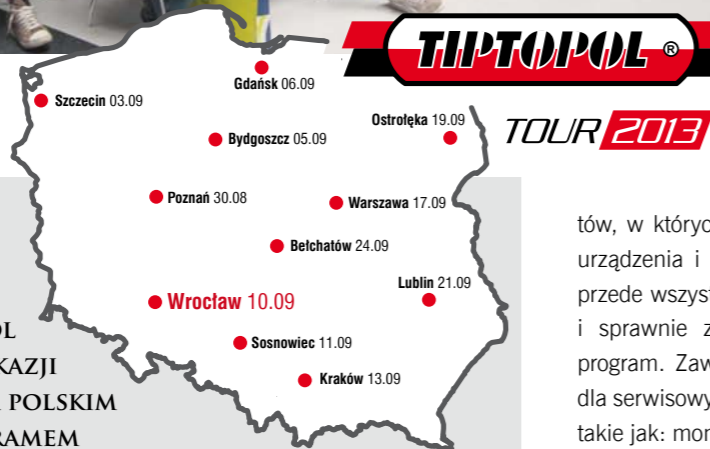 TIPTOPOL ®
TOUR 2013
Gdańsk 06.09
Szczecin 03.09
Ostrołęka 19.09
Bydgoszcz 05.09
Poznań 30.08
Warszawa 17.09
Bełchatów 24.09
Lublin 21.09
Wrocław 10.09
Sosnowiec 11.09
Kraków 13.09
OL
KAZJI
POLSKIM
RAMEM
tów, w któryc
urządzenia i
przede wszyst
i sprawnie z
program. Zaw
dla serwisowy
takie jak: mon